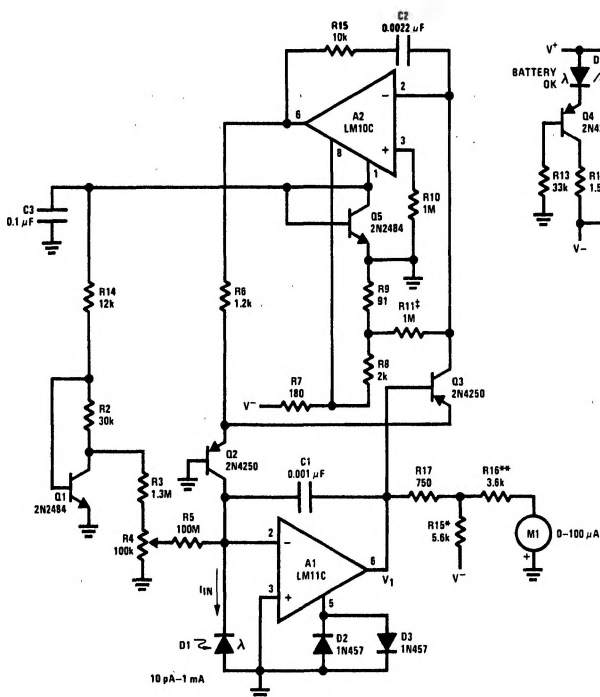 C2
0.0022 μF
R15
10k
V+
D
BATTERY
OK
λ
6
A2
LM10C
2
−
8
3
+
1
Q4
2N4
R10
1M
R13
33k
R1
1.5
V−
C3
0.1 μF
Q5
2N2484
R14
12k
R6
1.2k
R9
91
R11‡
1M
R2
30k
R7
180
V−
R8
2k
Q3
2N4250
Q1
2N2484
R3
1.3M
Q2
2N4250
C1
0.001 μF
R17
750
R16**
3.6k
R4
100k
R5
100M
2
−
A1
LM11C
6
V1
R15*
5.6k
M1
0–100 μA
+
V−
IIN
3
+
5
D1
λ
D2
1N457
D3
1N457
10 pA–1 mA